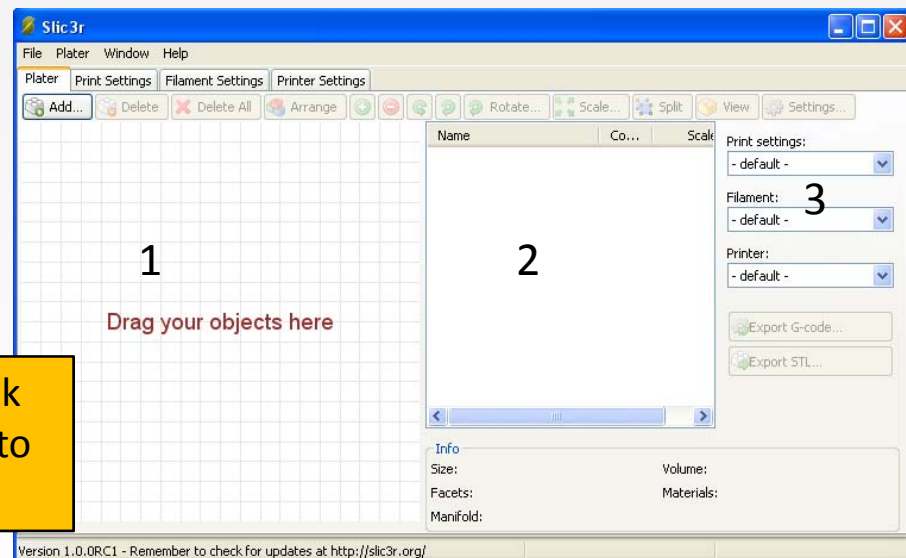 Slic3r
File Plater Window Help
Plater Print Settings Filament Settings Printer Settings
Add... Delete Delete All Arrange Rotate... Scale... Split View Settings...
Name Co... Scale
Print settings:
- default -
Filament:
- default -
3
Printer:
- default -
1
2
Drag your objects here
Export G-code...
Export STL...
k
to
Info
Size: Volume:
Facets: Materials:
Manifold:
Version 1.0.0RC1 - Remember to check for updates at http://slic3r.org/